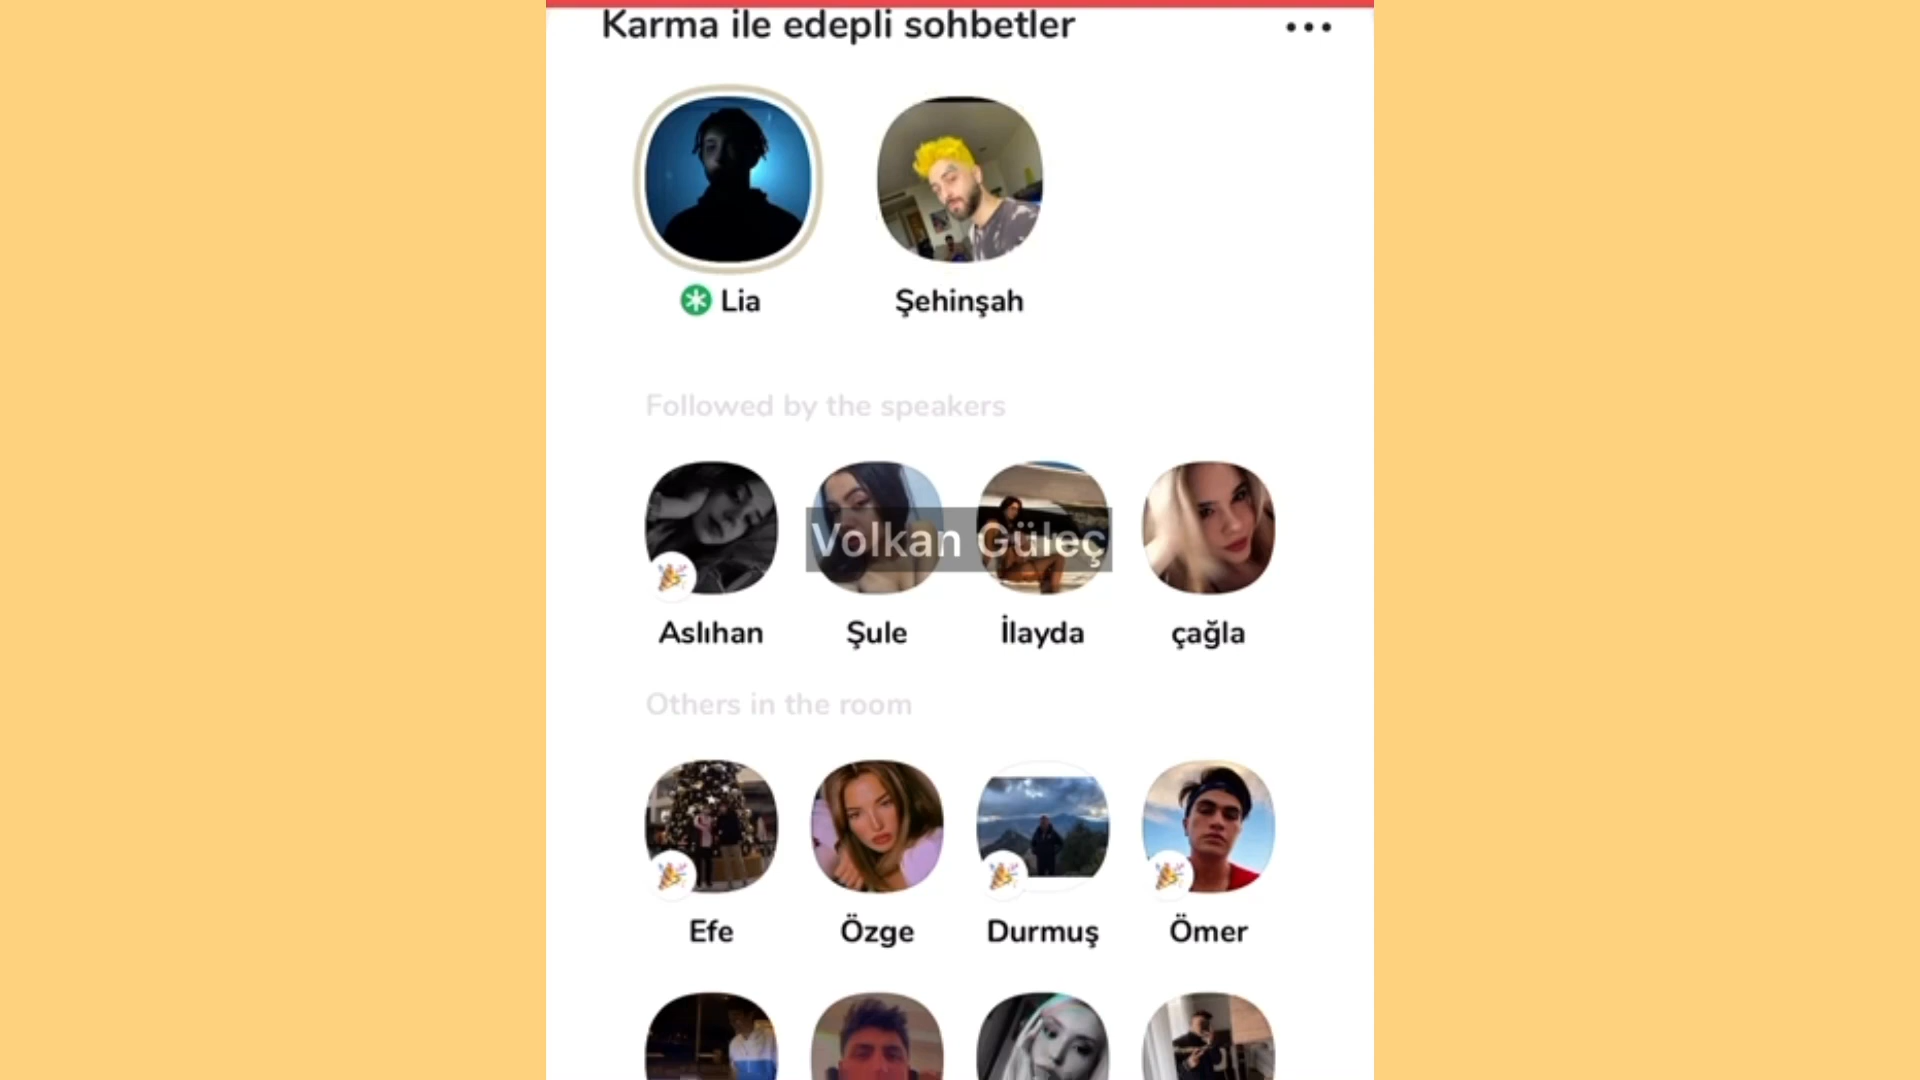 Karma ile edepli sohbetler
Lia
Şehinşah
Followed by the speakers
Volkan Güleç
Aslıhan
Şule
İlayda
çağla
Others in the room
Efe
Özge
Durmuş
Ömer